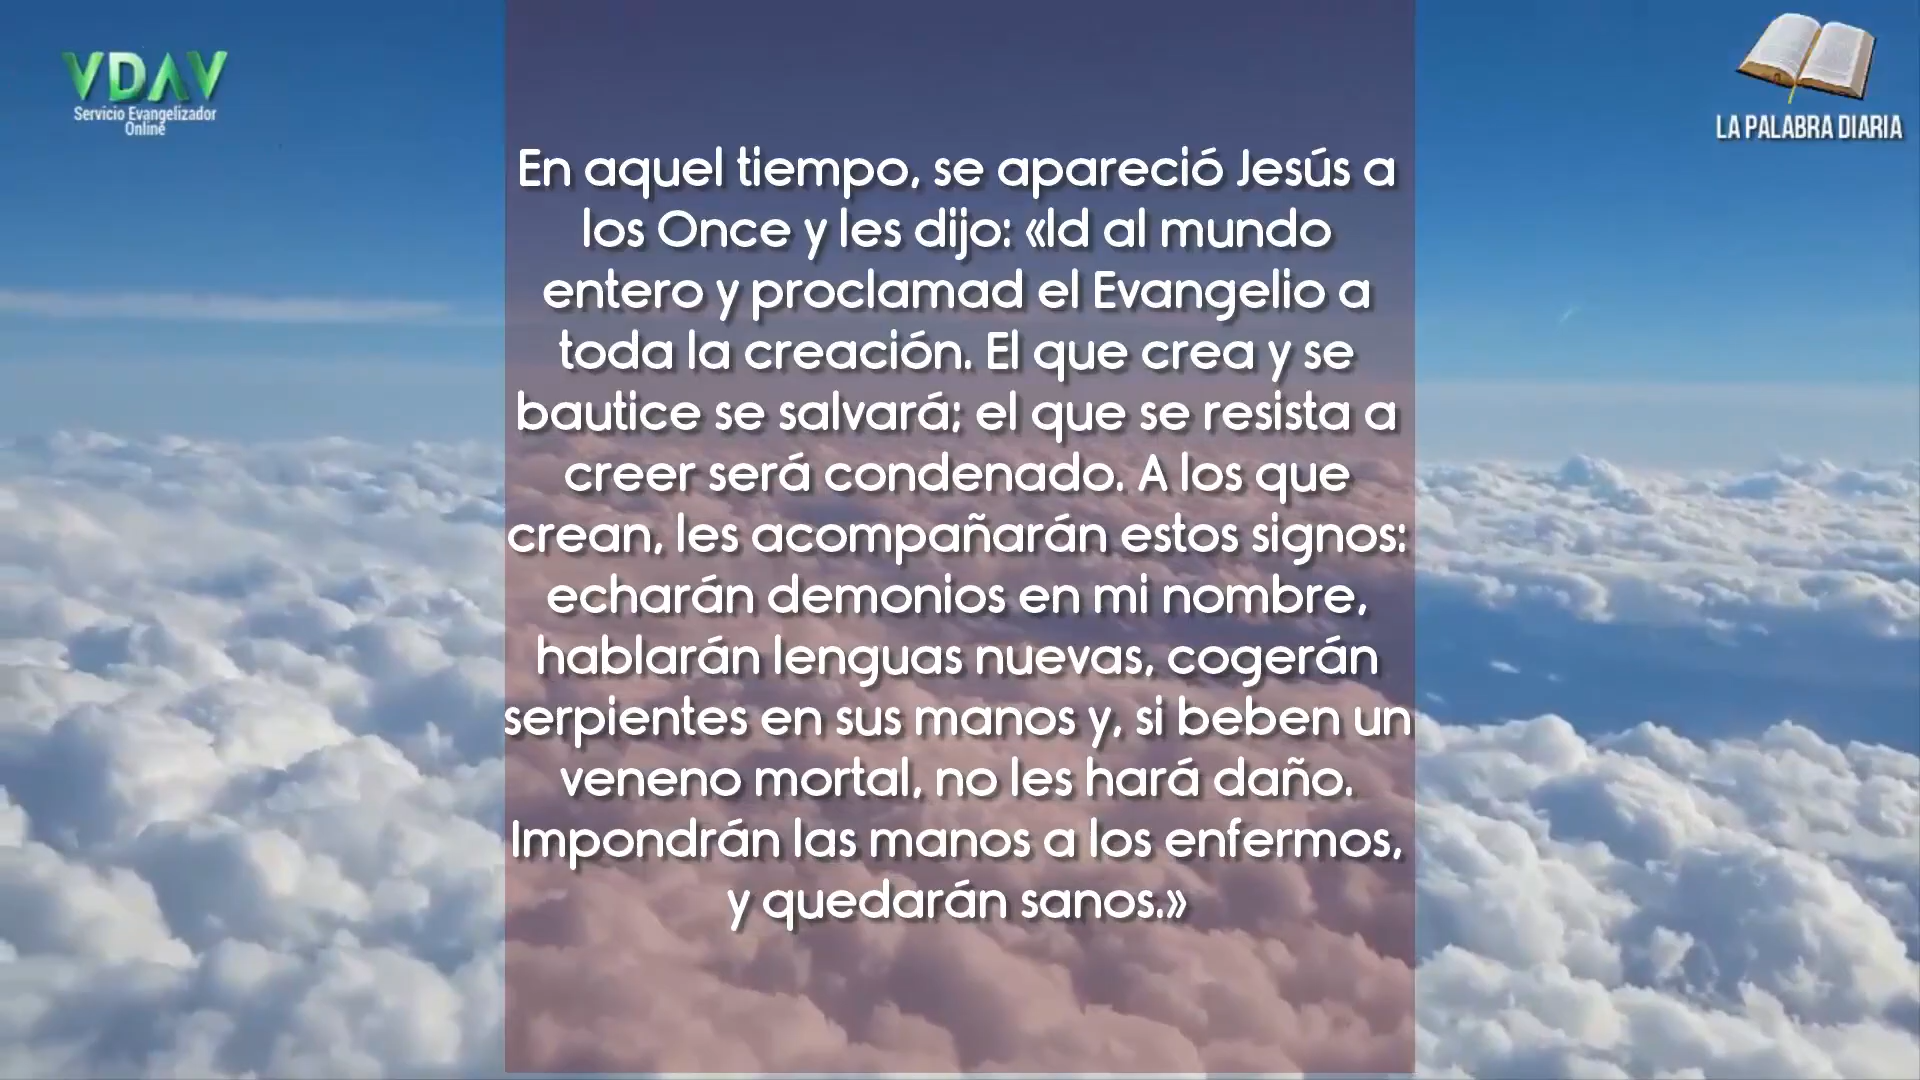 VDAV
Servicio Evangelizador
Online
LA PALABRA DIARIA
En aquel tiempo, se apareció Jesús a
los Once y les dijo: «Id al mundo
entero y proclamad el Evangelio a
toda la creación. El que crea y se
bautice se salvará; el que se resista a
creer será condenado. A los que
crean, les acompañarán estos signos:
echarán demonios en mi nombre,
hablarán lenguas nuevas, cogerán
serpientes en sus manos y, si beben un
veneno mortal, no les hará daño.
Impondrán las manos a los enfermos,
y quedarán sanos.»